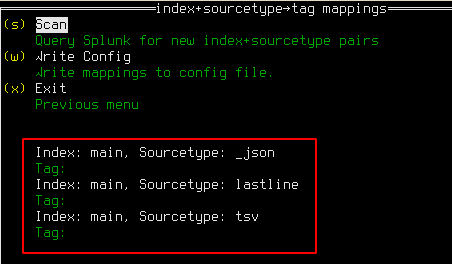 index+sourcetype→tag mappings
(s) Scan
Query Splunk for new index+sourcetype pairs
(w) Write Config
Write mappings to config file.
(x) Exit
Previous menu
Index: main, Sourcetype: _json
Tag:
Index: main, Sourcetype: lastline
Tag:
Index: main, Sourcetype: tsv
Tag: